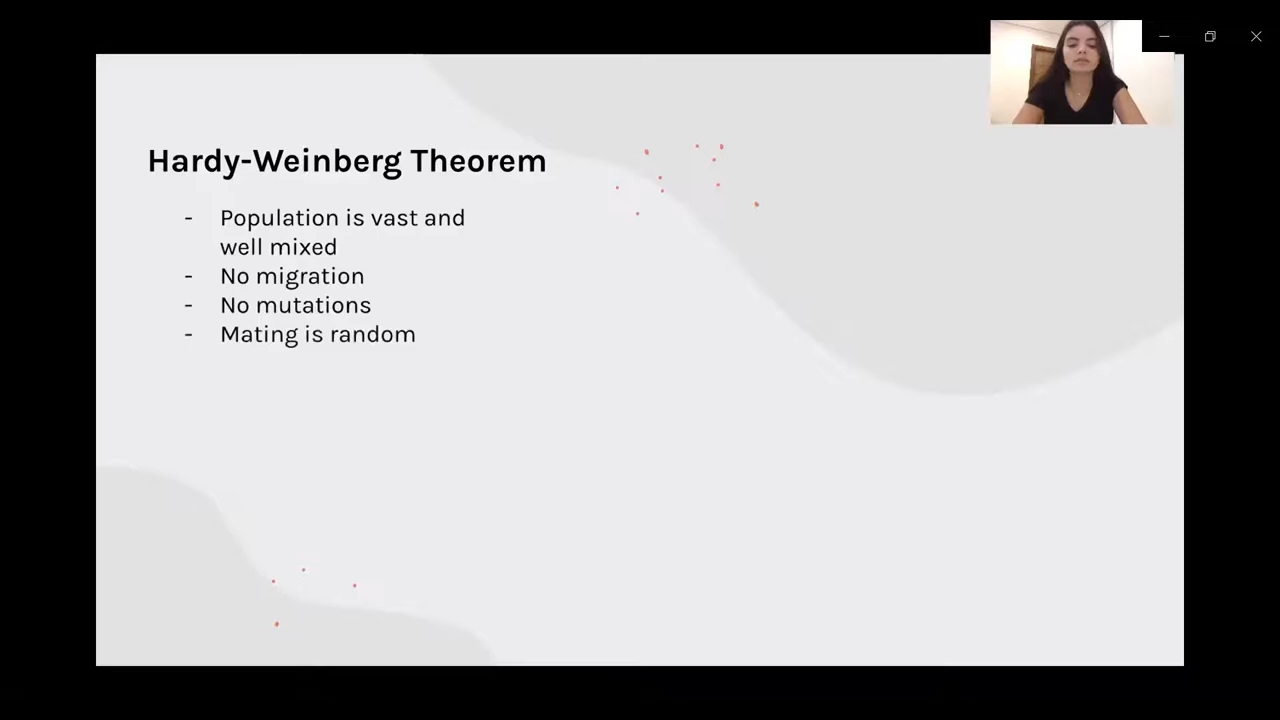 Hardy-Weinberg Theorem
- Population is vast and
well mixed
- No migration
- No mutations
- Mating is random